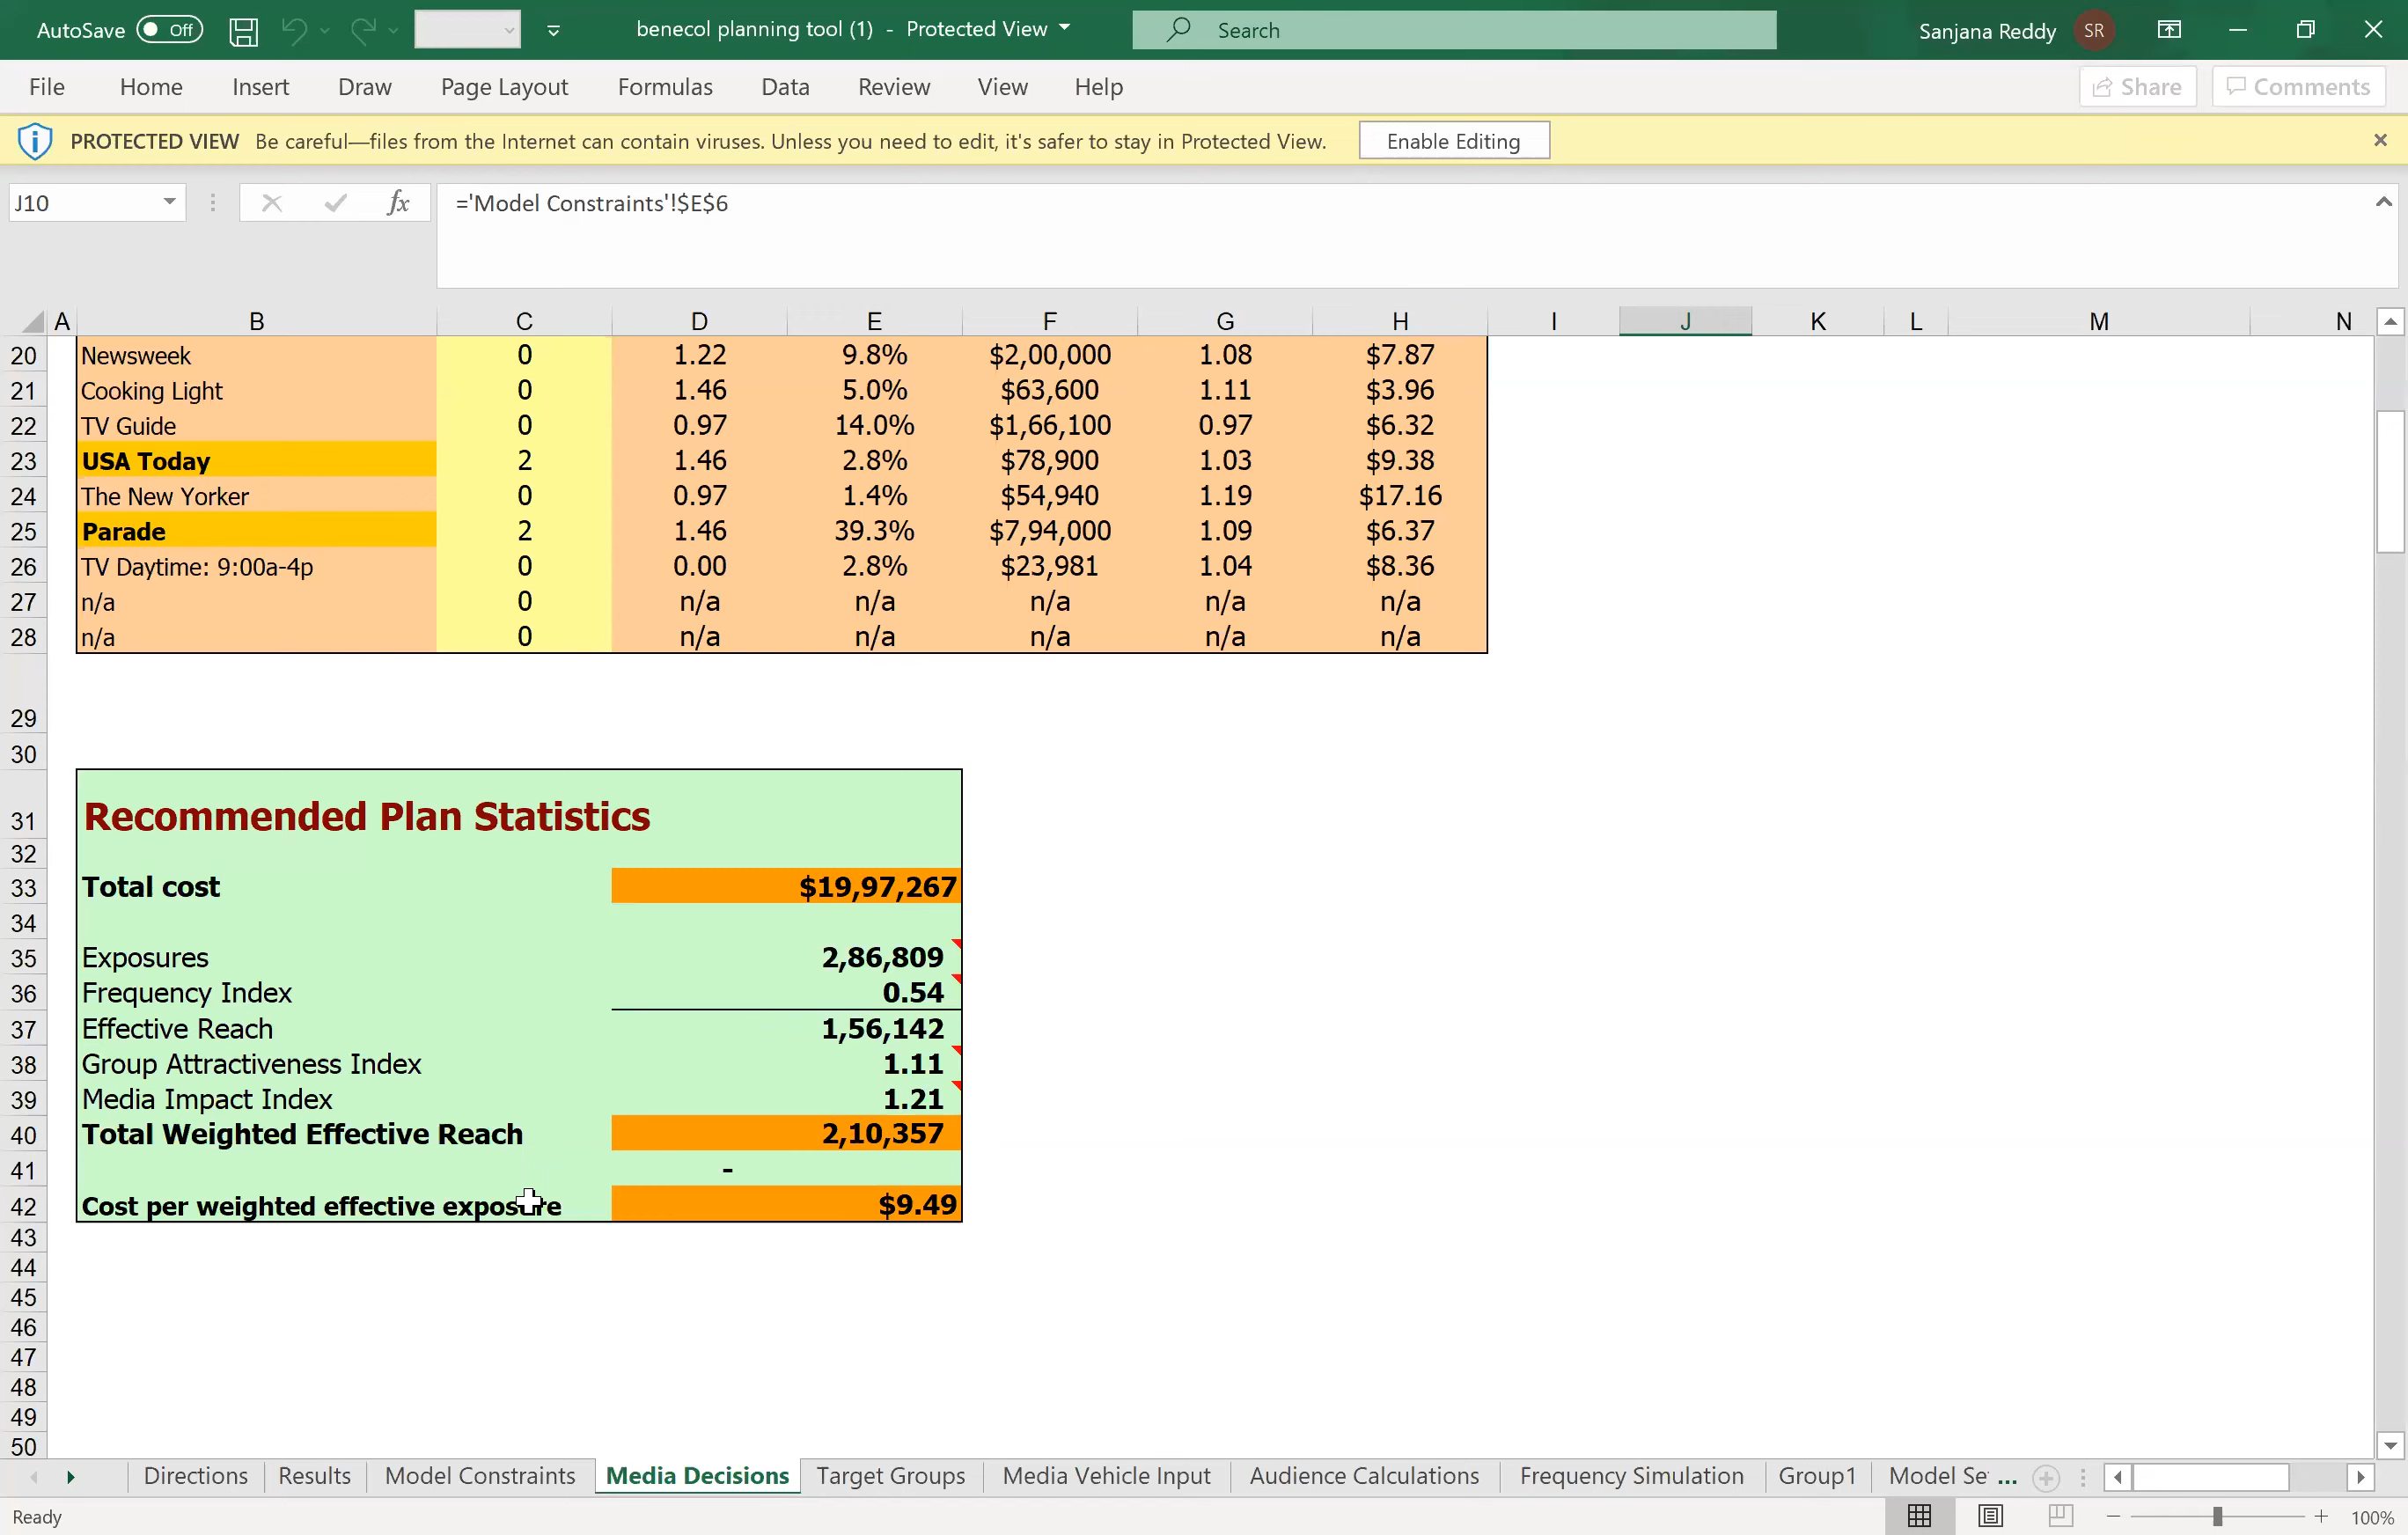 AutoSave Off benecol planning tool (1) - Protected View Search Sanjana Reddy SR
File Home Insert Draw Page Layout Formulas Data Review View Help Share Comments
PROTECTED VIEW Be careful—files from the Internet can contain viruses. Unless you need to edit, it's safer to stay in Protected View. Enable Editing
J10 fx ='Model Constraints'!$E$6
A B C D E F G H I J K L M N
20 Newsweek 0 1.22 9.8% $2,00,000 1.08 $7.87
21 Cooking Light 0 1.46 5.0% $63,600 1.11 $3.96
22 TV Guide 0 0.97 14.0% $1,66,100 0.97 $6.32
23 USA Today 2 1.46 2.8% $78,900 1.03 $9.38
24 The New Yorker 0 0.97 1.4% $54,940 1.19 $17.16
25 Parade 2 1.46 39.3% $7,94,000 1.09 $6.37
26 TV Daytime: 9:00a-4p 0 0.00 2.8% $23,981 1.04 $8.36
27 n/a 0 n/a n/a n/a n/a n/a
28 n/a 0 n/a n/a n/a n/a n/a
29
30
31 Recommended Plan Statistics
32
33 Total cost $19,97,267
34
35 Exposures 2,86,809
36 Frequency Index 0.54
37 Effective Reach 1,56,142
38 Group Attractiveness Index 1.11
39 Media Impact Index 1.21
40 Total Weighted Effective Reach 2,10,357
41 -
42 Cost per weighted effective exposure $9.49
43
44
45
46
47
48
49
50
Directions Results Model Constraints Media Decisions Target Groups Media Vehicle Input Audience Calculations Frequency Simulation Group1 Model Se ...
Ready 100%